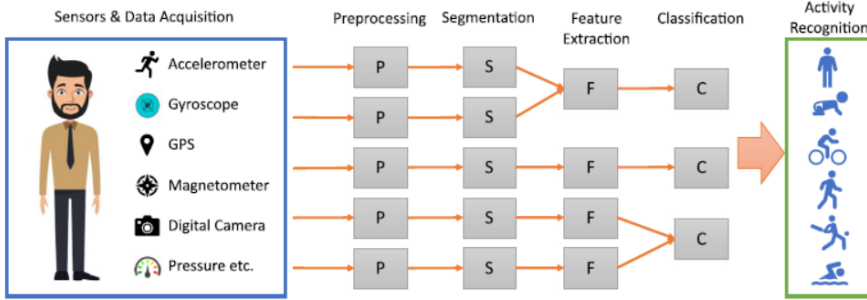 Sensors & Data Acquisition
Preprocessing
Segmentation
Feature
Extraction
Classification
Activity
Recognition
Accelerometer
Gyroscope
GPS
Magnetometer
Digital Camera
Pressure etc.
P
S
P
S
F
C
P
S
F
C
P
S
F
P
S
F
C